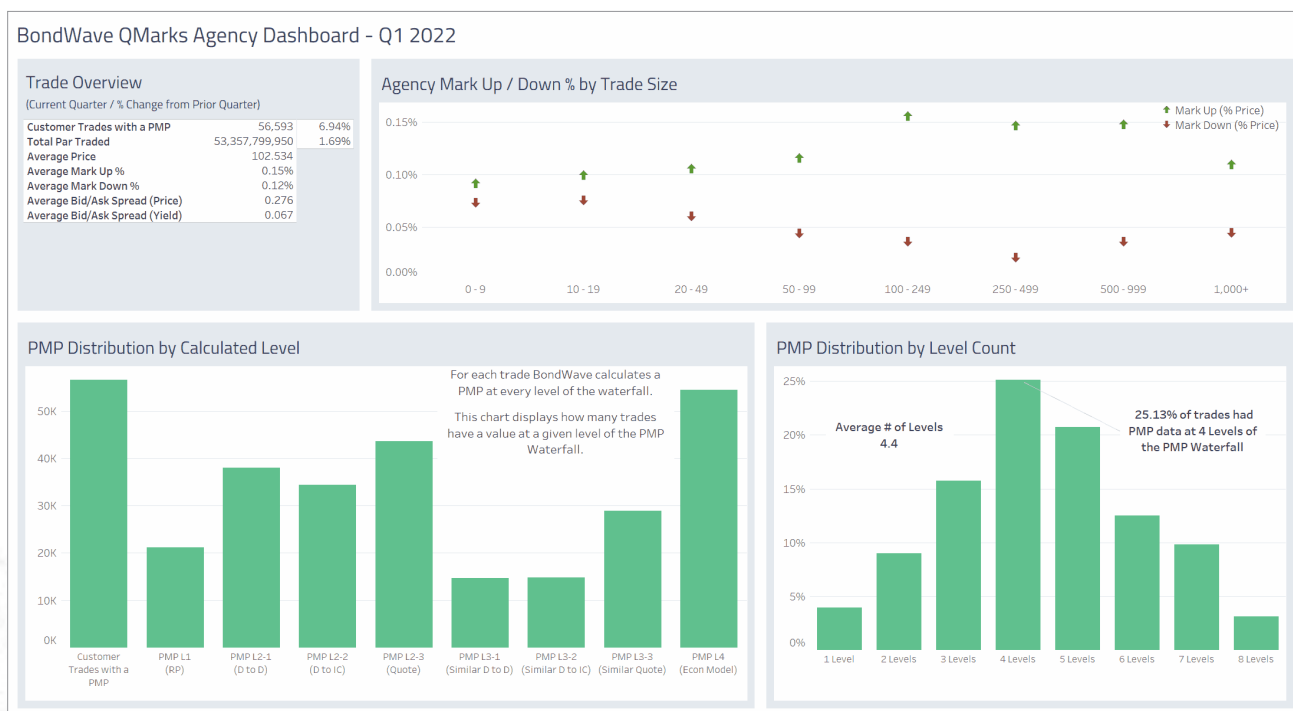 BondWave QMarks Agency Dashboard - Q1 2022
Trade Overview
(Current Quarter / % Change from Prior Quarter)
Customer Trades with a PMP 56,593 6.94%
Total Par Traded 53,357,799,950 1.69%
Average Price 102.534
Average Mark Up % 0.15%
Average Mark Down % 0.12%
Average Bid/Ask Spread (Price) 0.276
Average Bid/Ask Spread (Yield) 0.067
Agency Mark Up / Down % by Trade Size
Mark Up (% Price)
Mark Down (% Price)
0.15%
0.10%
0.05%
0.00%
0 - 9 10 - 19 20 - 49 50 - 99 100 - 249 250 - 499 500 - 999 1,000+
PMP Distribution by Calculated Level
For each trade BondWave calculates a
PMP at every level of the waterfall.
This chart displays how many trades
have a value at a given level of the PMP
Waterfall.
50K
40K
30K
20K
10K
0K
Customer PMP L1 PMP L2-1 PMP L2-2 PMP L2-3 PMP L3-1 PMP L3-2 PMP L3-3 PMP L4
Trades with a (RP) (D to D) (D to IC) (Quote) (Similar D to D) (Similar D to IC) (Similar Quote) (Econ Model)
PMP
PMP Distribution by Level Count
25%
20%
15%
10%
5%
0%
Average # of Levels
4.4
25.13% of trades had
PMP data at 4 Levels of
the PMP Waterfall
1 Level 2 Levels 3 Levels 4 Levels 5 Levels 6 Levels 7 Levels 8 Levels